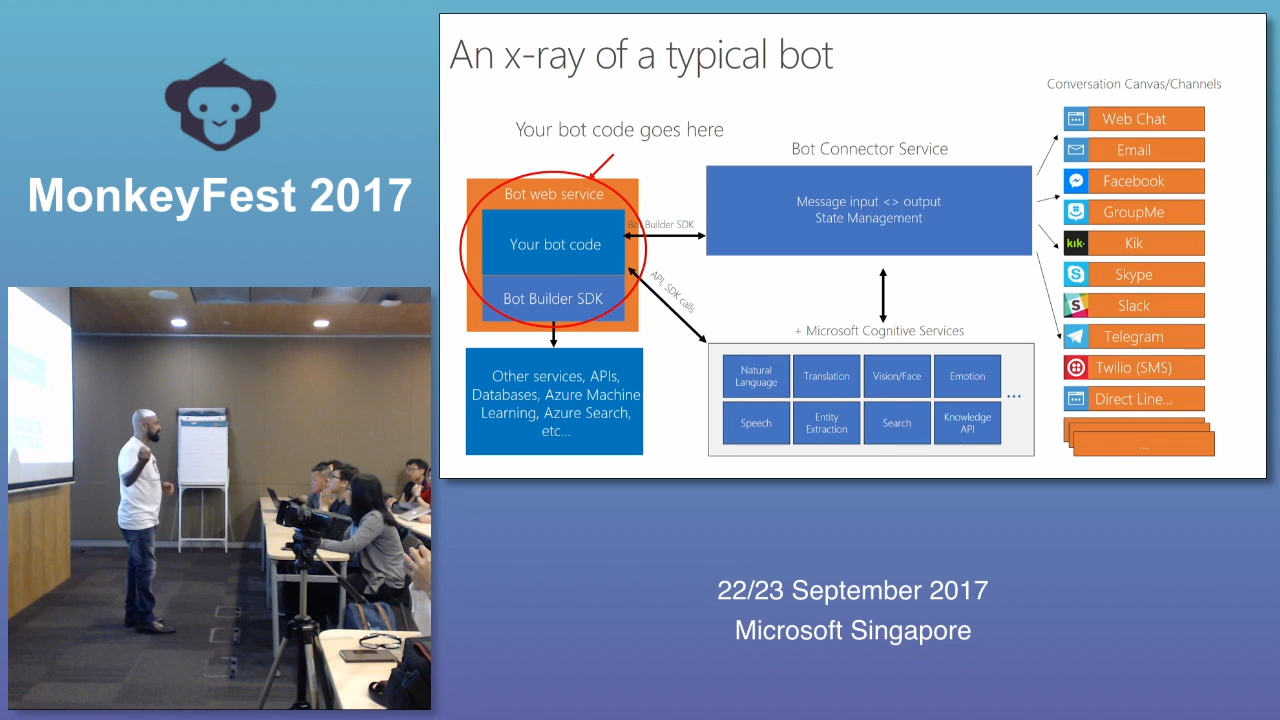 MonkeyFest 2017
An x-ray of a typical bot
Conversation Canvas/Channels
Your bot code goes here
Bot web service
Your bot code
Bot Builder SDK
Bot Builder SDK
API, SDK calls
Other services, APIs,
Databases, Azure Machine
Learning, Azure Search,
etc...
Bot Connector Service
Message input <> output
State Management
+ Microsoft Cognitive Services
Natural
Language
Translation
Vision/Face
Emotion
Speech
Entity
Extraction
Search
Knowledge
API
...
Web Chat
Email
Facebook
GroupMe
kik.
Kik
Skype
Slack
Telegram
Twilio (SMS)
Direct Line...
...
22/23 September 2017
Microsoft Singapore